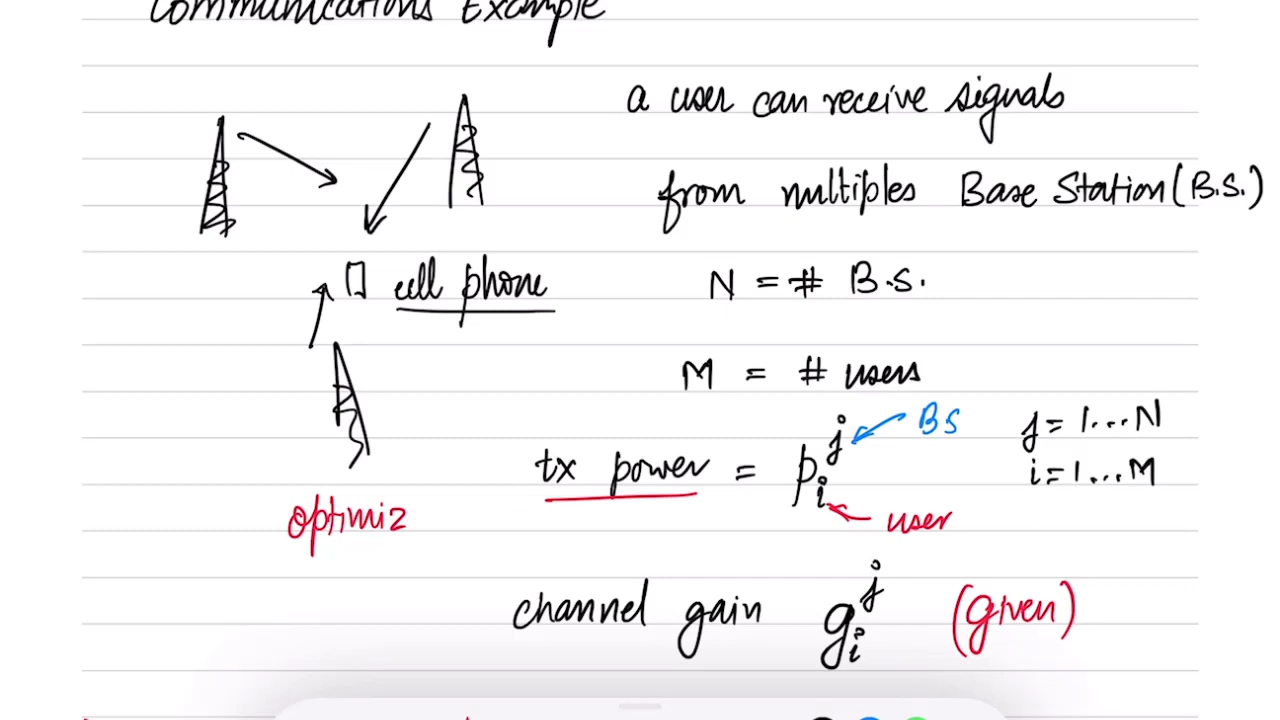 Communications Example
a user can receive signals
from multiples Base Station (B.S.)
cell phone
N = # B.S.
M = # users
BS
j = 1...N
tx power = p_i^j
i = 1...M
optimiz
user
channel gain g_i^j (given)